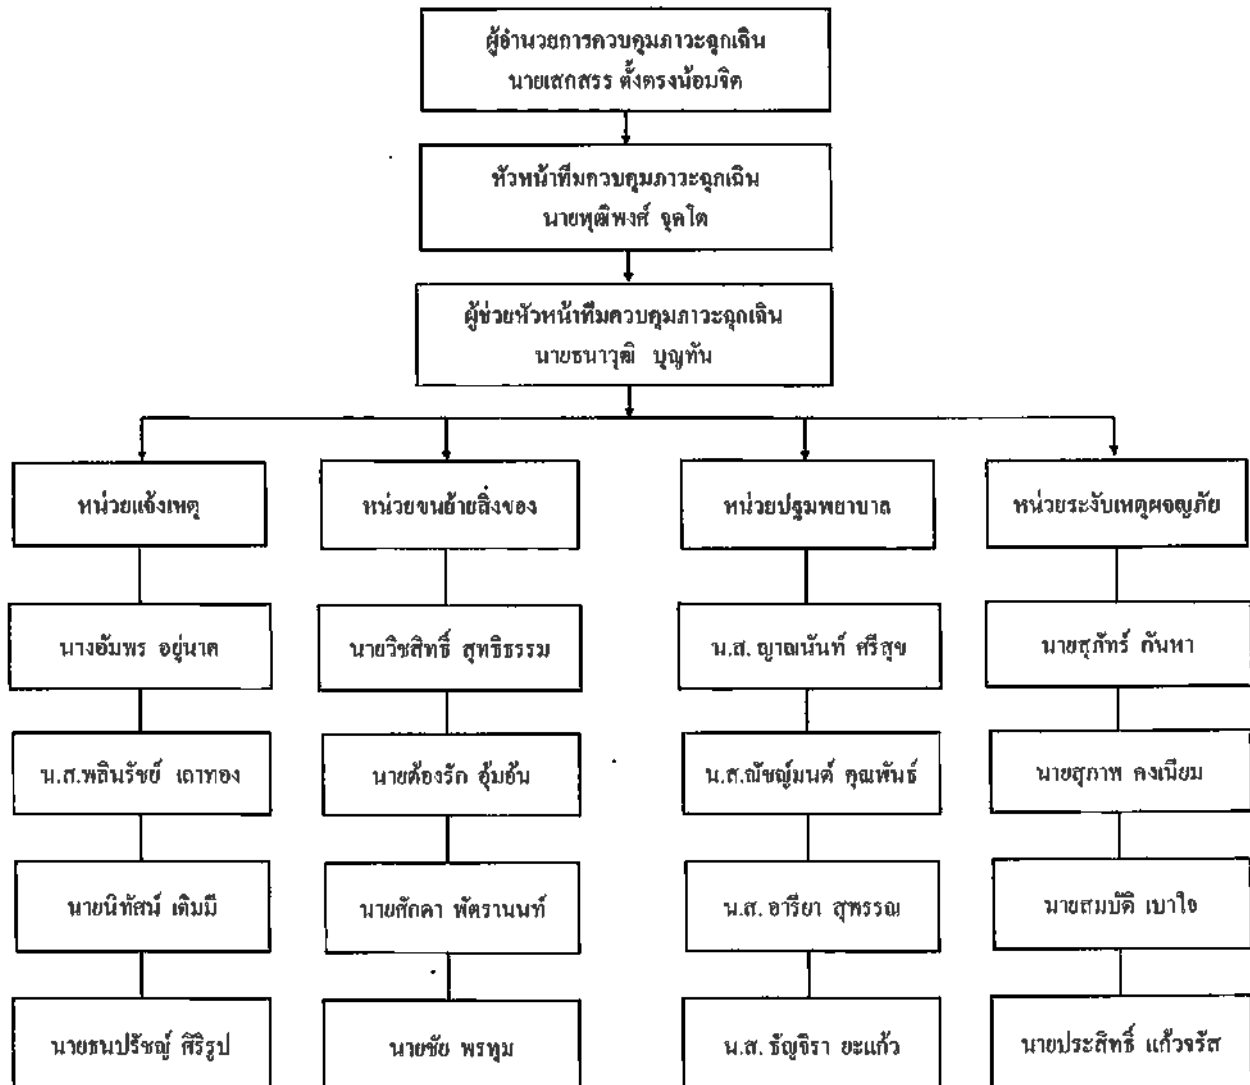 ผู้อำนวยการควบคุมภาวะฉุกเฉิน
นายเสกสรร ตั้งตรงน้อมจิต
หัวหน้าทีมควบคุมภาวะฉุกเฉิน
นายพุฒิพงศ์ จุคโต
ผู้ช่วยหัวหน้าทีมควบคุมภาวะฉุกเฉิน
นายธนาวุฒิ บุญทัน
หน่วยแจ้งเหตุ
หน่วยขนย้ายสิ่งของ
หน่วยปฐมพยาบาล
หน่วยระงับเหตุผจญภัย
นางอัมพร อยู่นาค
นายวิชสิทธิ์ สุทธิธรรม
น.ส. ญาณนันท์ ศรีสุข
นายสุภัทร์ กันหา
น.ส.พลินรัชย์ เถาทอง
นายต้องรัก อุ้มอ้น
น.ส.ณัชญ์มนต์ คุณพันธ์
นายสุภาพ คงเนียม
นายนิทัสน์ เติมมี
นายศักดา พัตรานนท์
น.ส. อารียา สุพรรณ
นายสมบัติ เบาใจ
นายธนปรัชญ์ ศิริรูป
นายชัย พรทุม
น.ส. ธัญจิรา ยะแก้ว
นายประสิทธิ์ แก้วจรัส